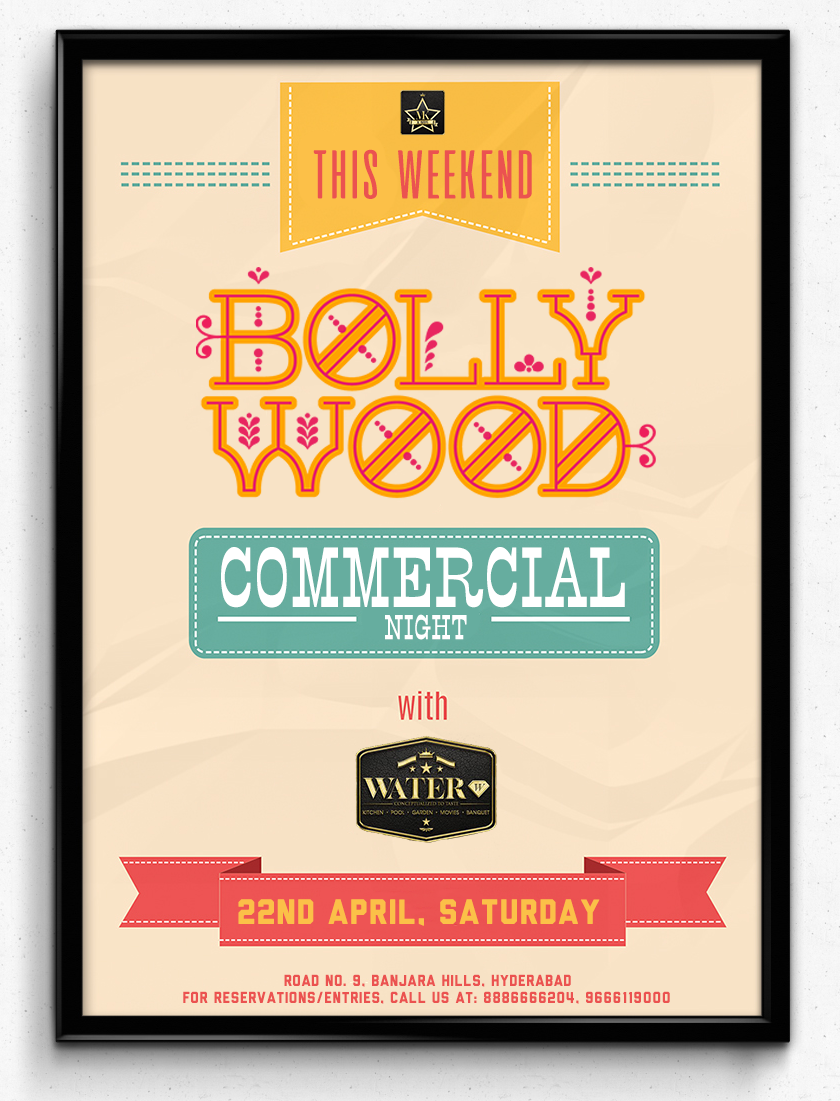 THIS WEEKEND
BOLLY
WOOD
COMMERCIAL
NIGHT
with
WATER W
CONCEPTUALIZED TO TASTE
KITCHEN • POOL • GARDEN • MOVIES • BANQUET
22ND APRIL, SATURDAY
ROAD NO. 9, BANJARA HILLS, HYDERABAD
FOR RESERVATIONS/ENTRIES, CALL US AT: 8886666204, 9666119000